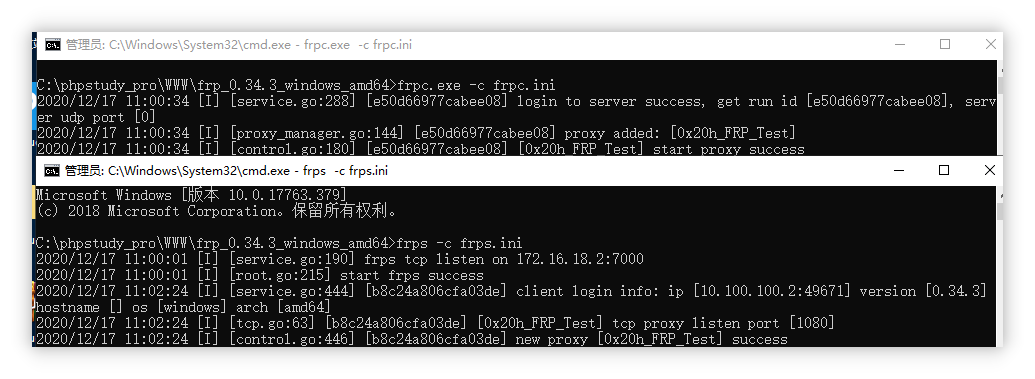 管理员: C:\Windows\System32\cmd.exe - frpc.exe  -c frpc.ini
C:\phpstudy_pro\WWW\frp_0.34.3_windows_amd64>frpc.exe -c frpc.ini
2020/12/17 11:00:34 [I] [service.go:288] [e50d66977cabee08] login to server success, get run id [e50d66977cabee08], serv
er udp port [0]
2020/12/17 11:00:34 [I] [proxy_manager.go:144] [e50d66977cabee08] proxy added: [0x20h_FRP_Test]
2020/12/17 11:00:34 [I] [control.go:180] [e50d66977cabee08] [0x20h_FRP_Test] start proxy success
管理员: C:\Windows\System32\cmd.exe - frps  -c frps.ini
Microsoft Windows [版本 10.0.17763.379]
(c) 2018 Microsoft Corporation。保留所有权利。
C:\phpstudy_pro\WWW\frp_0.34.3_windows_amd64>frps -c frps.ini
2020/12/17 11:00:01 [I] [service.go:190] frps tcp listen on 172.16.18.2:7000
2020/12/17 11:00:01 [I] [root.go:215] start frps success
2020/12/17 11:02:24 [I] [service.go:444] [b8c24a806cfa03de] client login info: ip [10.100.100.2:49671] version [0.34.3]
hostname [] os [windows] arch [amd64]
2020/12/17 11:02:24 [I] [tcp.go:63] [b8c24a806cfa03de] [0x20h_FRP_Test] tcp proxy listen port [1080]
2020/12/17 11:02:24 [I] [control.go:446] [b8c24a806cfa03de] new proxy [0x20h_FRP_Test] success